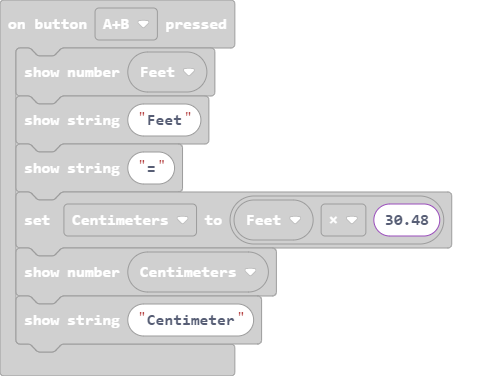 on button A+B pressed
show number Feet
show string "Feet"
show string "="
set Centimeters to Feet × 30.48
show number Centimeters
show string "Centimeter"